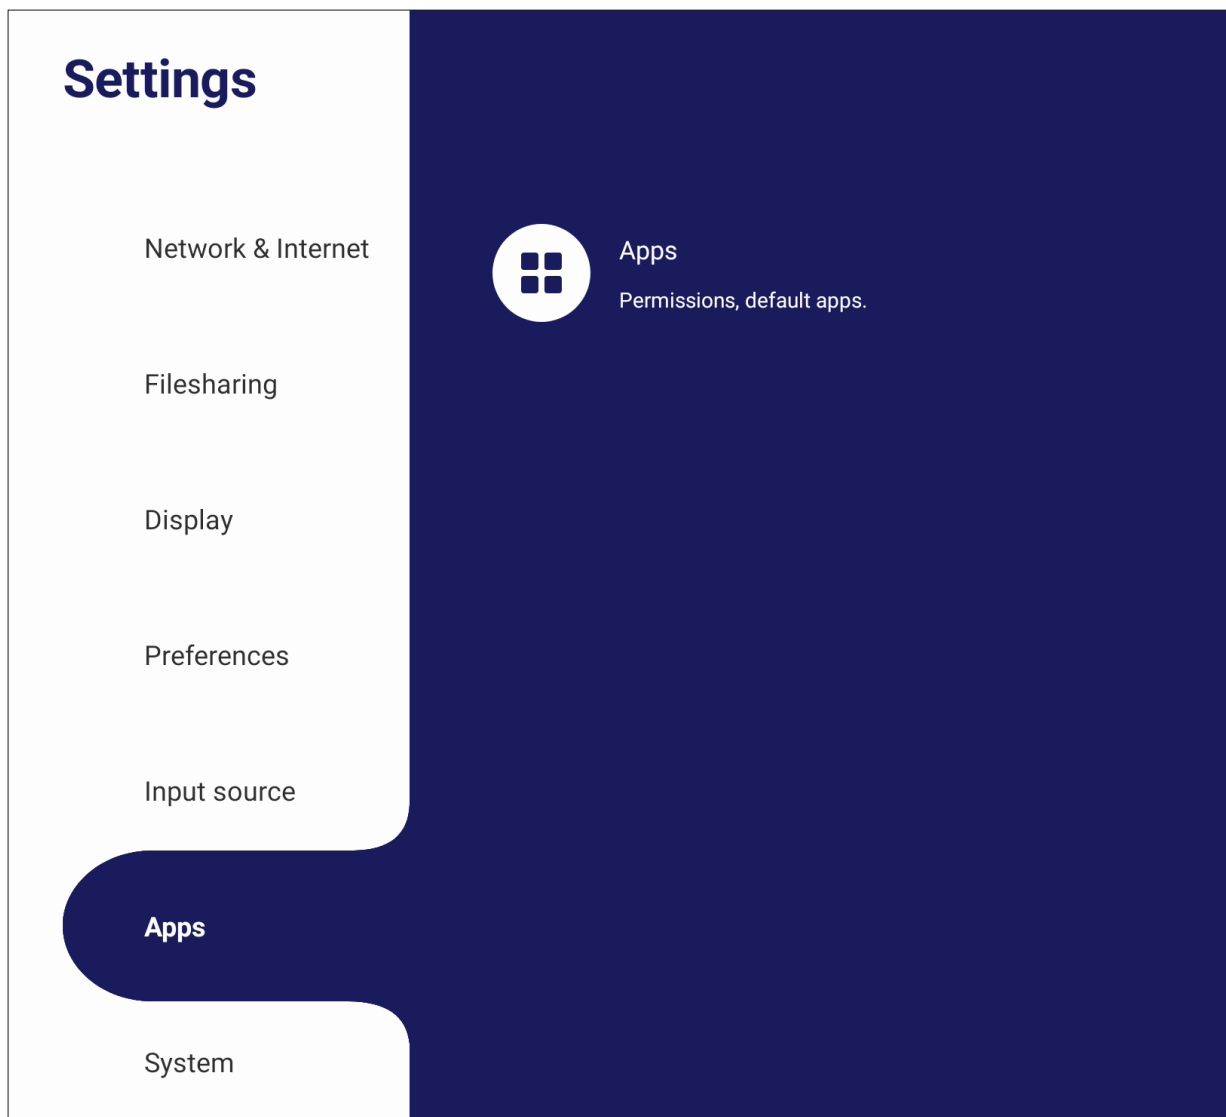 Settings
Network & Internet
Filesharing
Display
Preferences
Input source
Apps
System
Apps
Permissions, default apps.